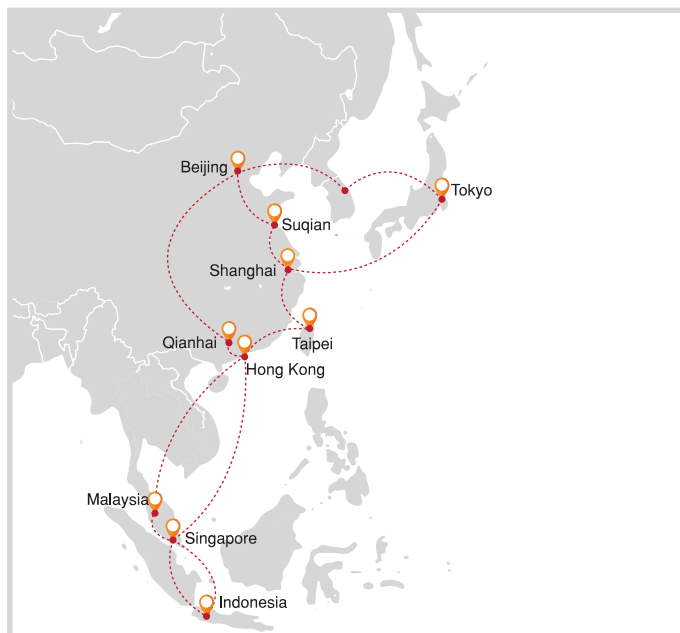 Beijing
Tokyo
Suqian
Shanghai
Qianhai
Taipei
Hong Kong
Malaysia
Singapore
Indonesia